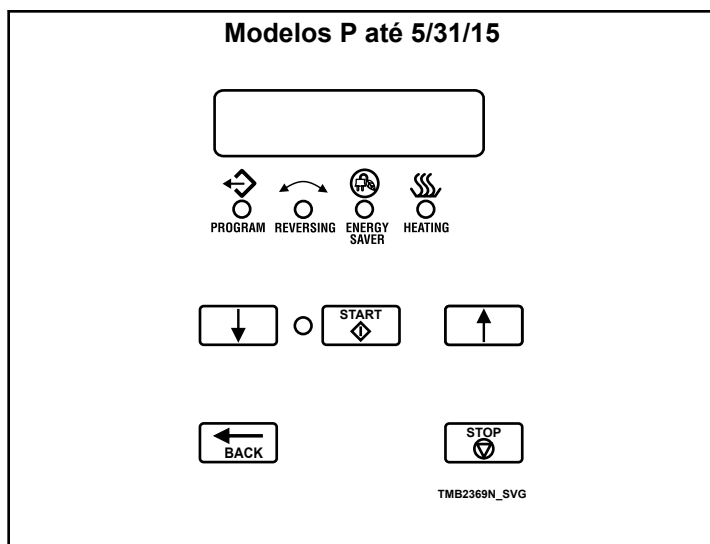 Modelos P até 5/31/15
PROGRAM REVERSING ENERGY SAVER HEATING
START
BACK
STOP
TMB2369N_SVG